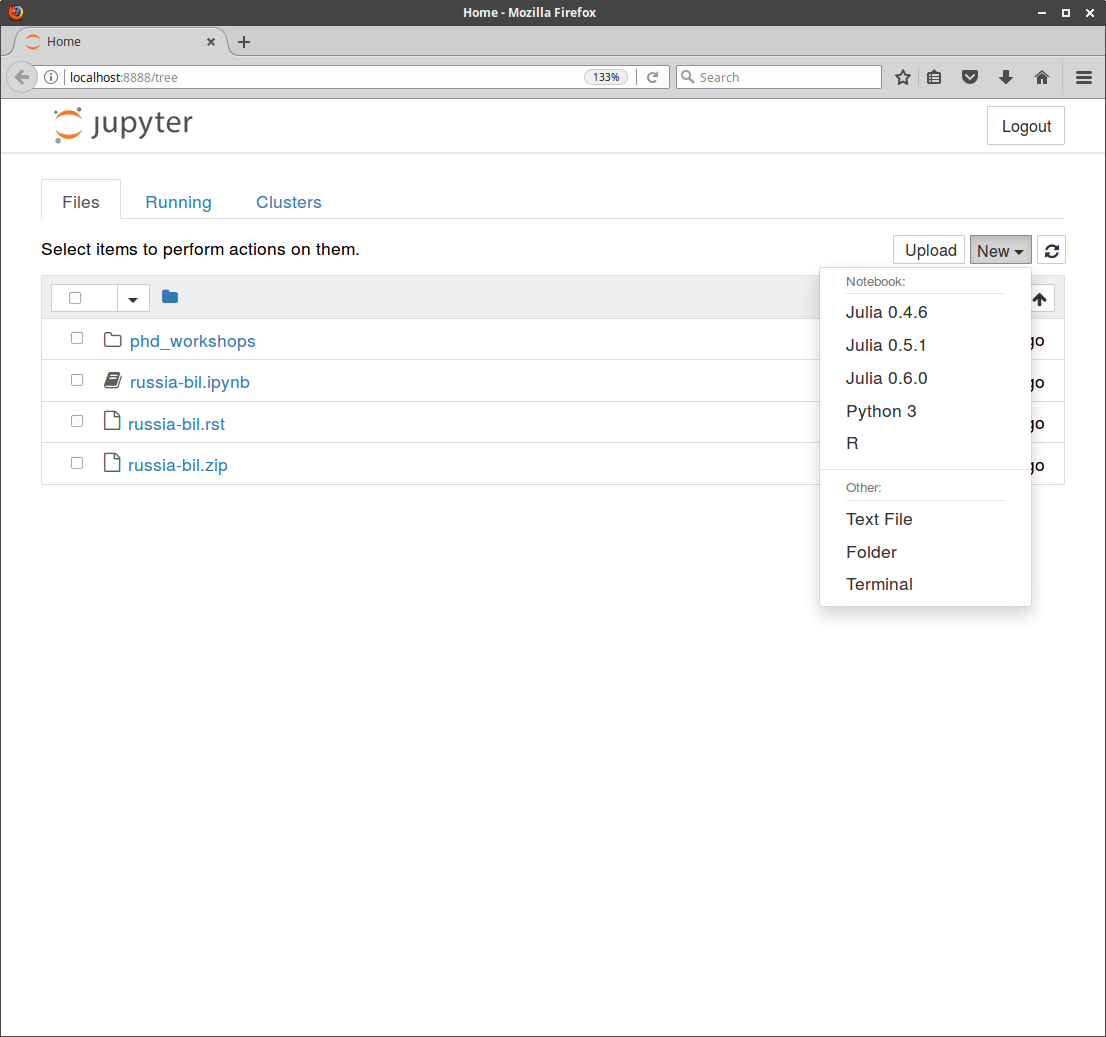 Home - Mozilla Firefox
Home
localhost:8888/tree
133%
Search
jupyter
Logout
Files
Running
Clusters
Select items to perform actions on them.
Upload
New
Notebook:
Julia 0.4.6
Julia 0.5.1
Julia 0.6.0
Python 3
R
Other:
Text File
Folder
Terminal
phd_workshops
go
russia-bil.ipynb
go
russia-bil.rst
go
russia-bil.zip
go